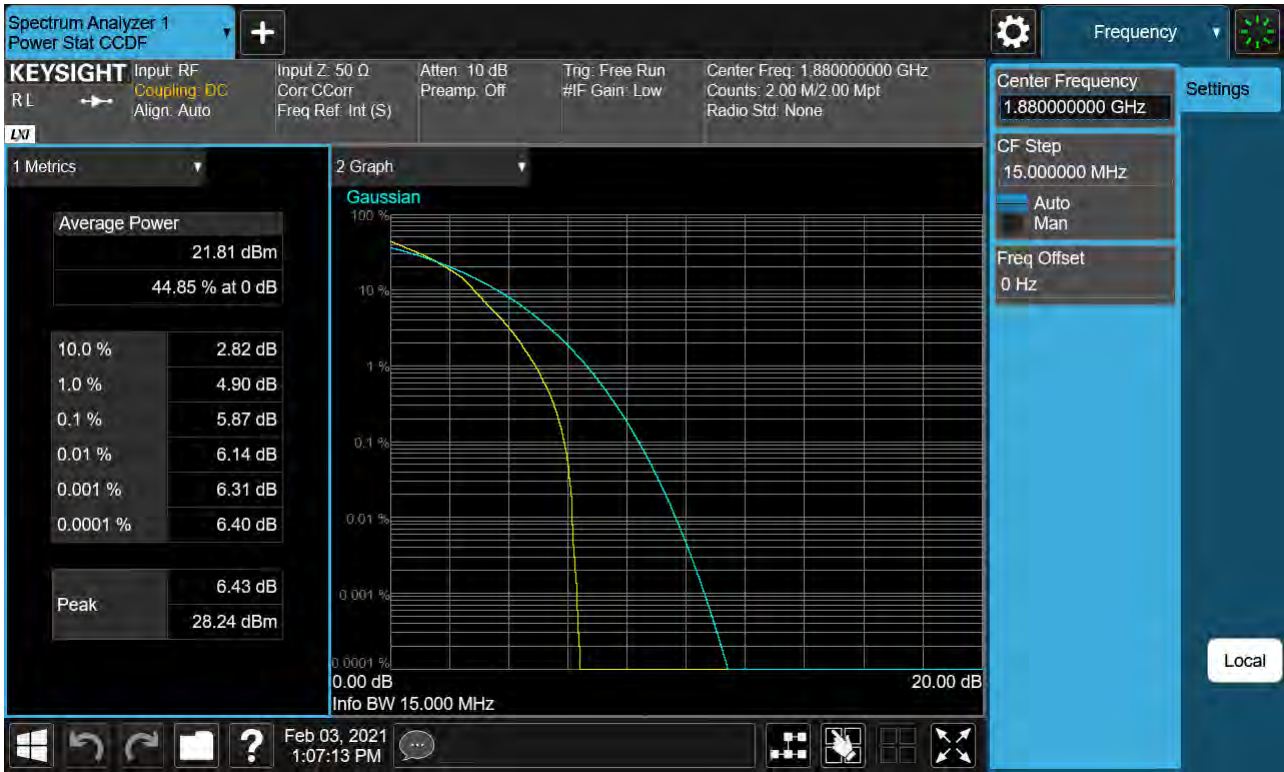 Spectrum Analyzer 1
Power Stat CCDF
Frequency
KEYSIGHT
RL
LXI
Input: RF
Coupling: DC
Align: Auto
Input Z: 50 Ω
Corr CCorr
Freq Ref: Int (S)
Atten: 10 dB
Preamp: Off
Trig: Free Run
#IF Gain: Low
Center Freq: 1.880000000 GHz
Counts: 2.00 M/2.00 Mpt
Radio Std: None
Center Frequency
1.880000000 GHz
Settings
CF Step
15.000000 MHz
Auto
Man
Freq Offset
0 Hz
Local
1 Metrics
Average Power
21.81 dBm
44.85 % at 0 dB
10.0 % 2.82 dB
1.0 % 4.90 dB
0.1 % 5.87 dB
0.01 % 6.14 dB
0.001 % 6.31 dB
0.0001 % 6.40 dB
Peak
6.43 dB
28.24 dBm
2 Graph
Gaussian
100 %
10 %
1 %
0.1 %
0.01 %
0.001 %
0.0001 %
0.00 dB 20.00 dB
Info BW 15.000 MHz
?
Feb 03, 2021
1:07:13 PM